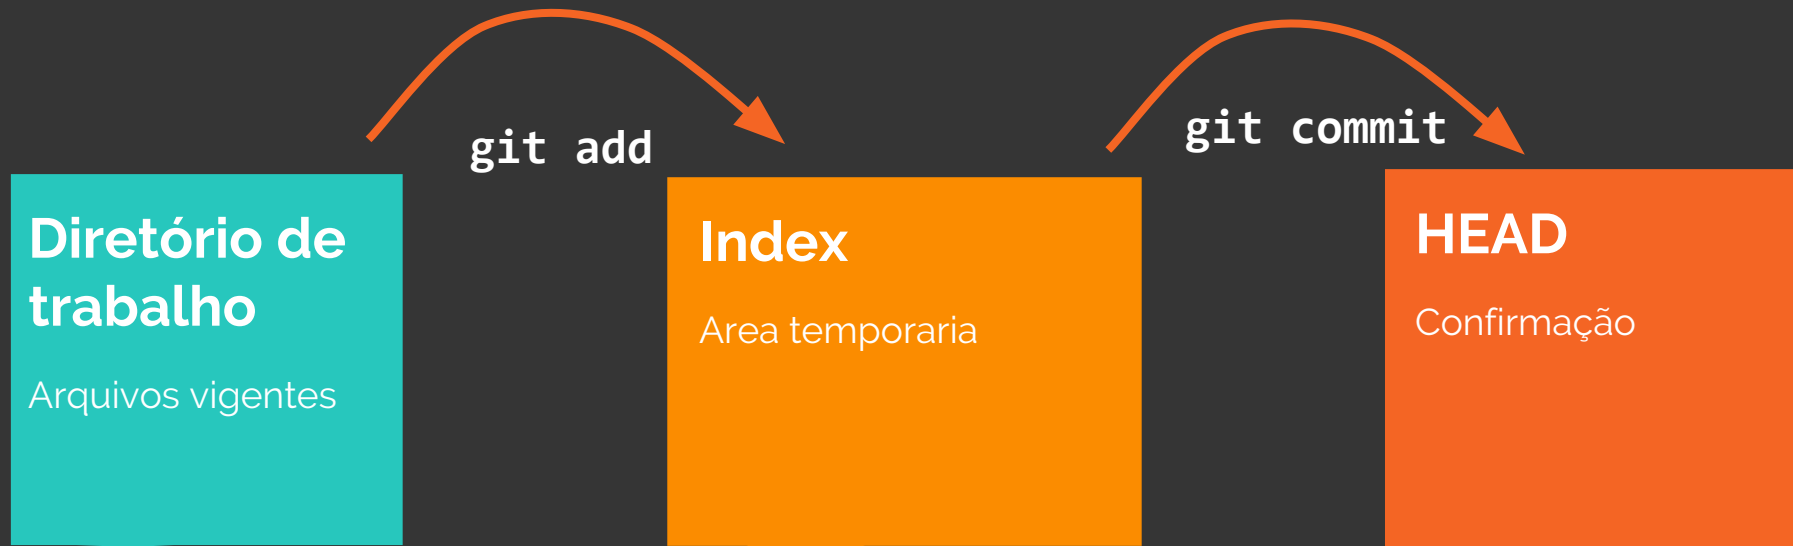 git add
git commit
Diretório de
trabalho
Arquivos vigentes
Index
Area temporaria
HEAD
Confirmação